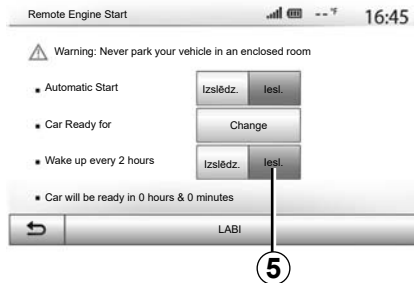 Remote Engine Start -- °F 16:45
Warning: Never park your vehicle in an enclosed room
Automatic Start Izslēdz. Iesl.
Car Ready for Change
Wake up every 2 hours Izslēdz. Iesl.
Car will be ready in 0 hours & 0 minutes
LABI
5